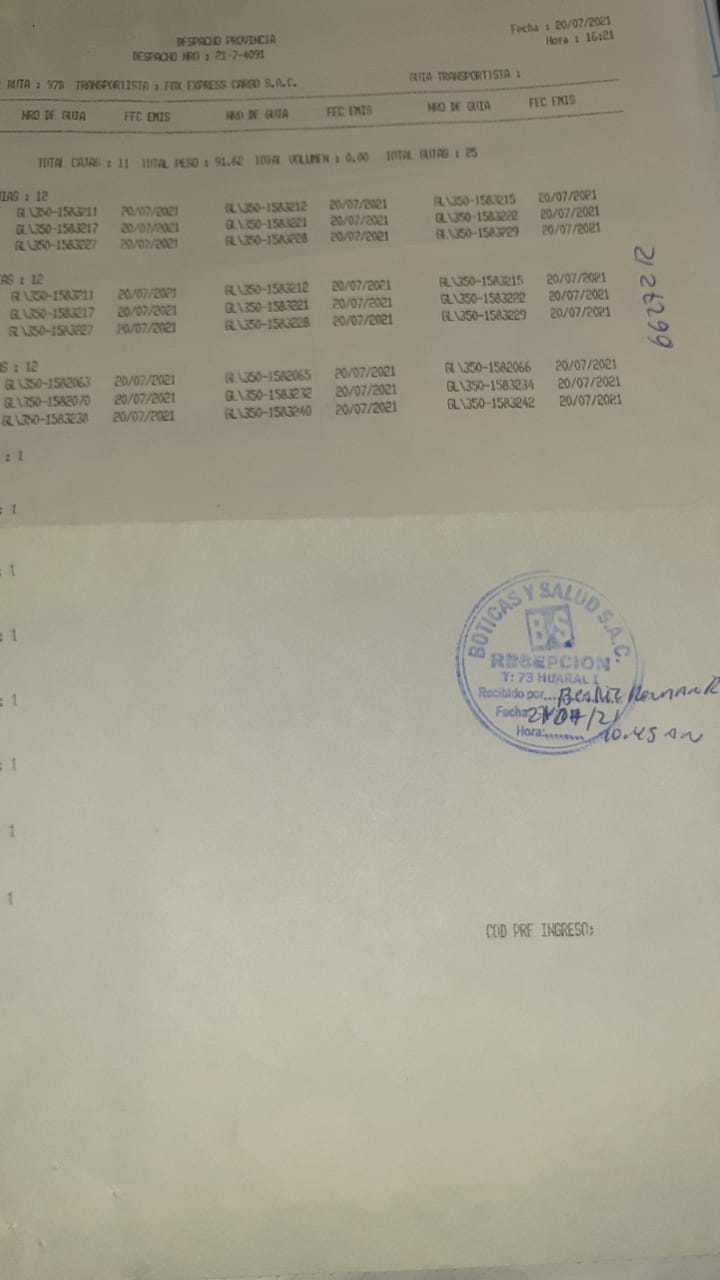 Fecha : 20/07/2021
DESPACHO PROVINCIA
Hora : 16:21
DESPACHO NRO : 21-7-4091
RUTA : 97B TRANSPORTISTA : FOX EXPRESS CARGO S.A.C. GUIA TRANSPORTISTA :
NRO DE GUIA FEC EMIS NRO DE GUIA FEC EMIS NRO DE GUIA FEC EMIS
TOTAL CAJAS : 11 TOTAL PESO : 91.62 TOTAL VOLUMEN : 0.00 TOTAL GUIAS : 25
IAS : 12
GL\350-1583211 20/07/2021 GL\350-1583212 20/07/2021 GL\350-1583215 20/07/2021
GL\350-1583217 20/07/2021 GL\350-1583221 20/07/2021 GL\350-1583222 20/07/2021
GL\350-1583227 20/07/2021 GL\350-1583228 20/07/2021 GL\350-1583229 20/07/2021
AS : 12
GL\350-1583211 20/07/2021 GL\350-1583212 20/07/2021 GL\350-1583215 20/07/2021
GL\350-1583217 20/07/2021 GL\350-1583221 20/07/2021 GL\350-1583222 20/07/2021
GL\350-1583227 20/07/2021 GL\350-1583228 20/07/2021 GL\350-1583229 20/07/2021
S : 12
GL\350-1582063 20/07/2021 GL\350-1582065 20/07/2021 GL\350-1582066 20/07/2021
GL\350-1582070 20/07/2021 GL\350-1583232 20/07/2021 GL\350-1583234 20/07/2021
GL\350-1583238 20/07/2021 GL\350-1583240 20/07/2021 GL\350-1583242 20/07/2021
: 1
: 1
: 1
: 1
: 1
: 1
1
1
BOTICAS Y SALUD S.A.C.
B/S
RECEPCION
T: 73 HUARAL I
Recibido por...
Fecha 21/07/21
Hora:........ 10.45 an
COD PRE INGRESO: